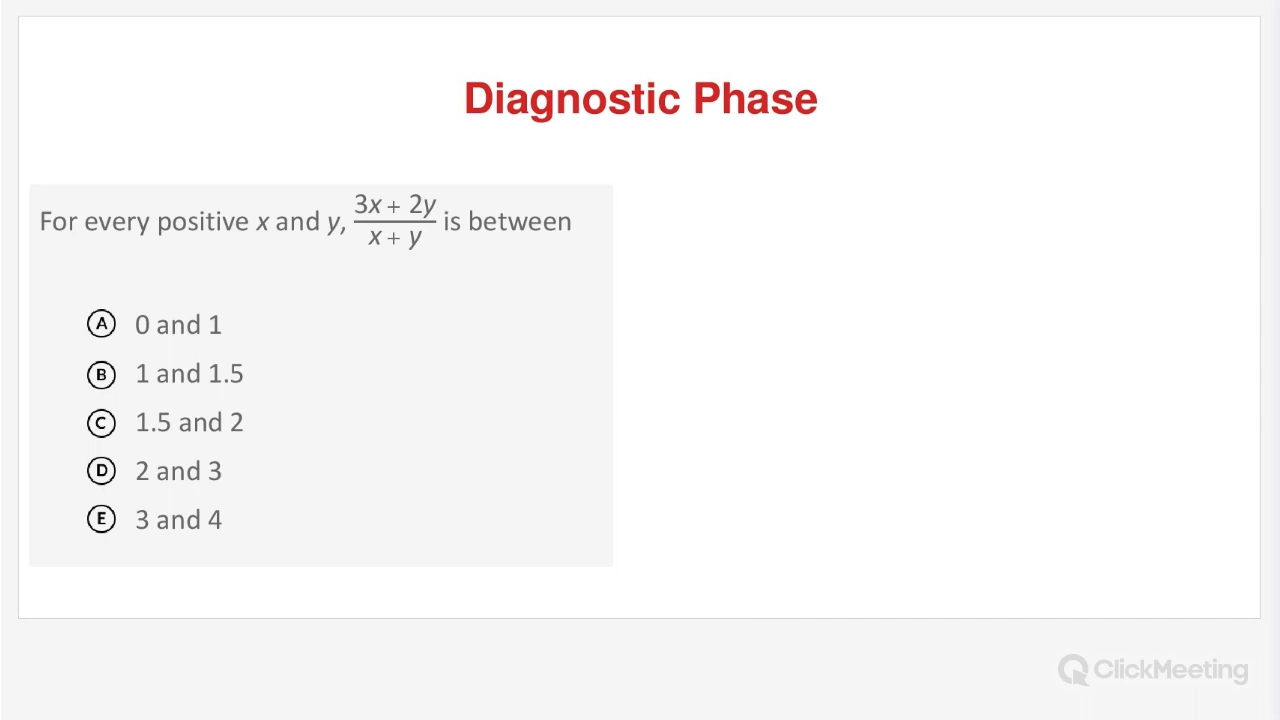 Diagnostic Phase
For every positive x and y, (3x + 2y)/(x + y) is between
A 0 and 1
B 1 and 1.5
C 1.5 and 2
D 2 and 3
E 3 and 4
ClickMeeting